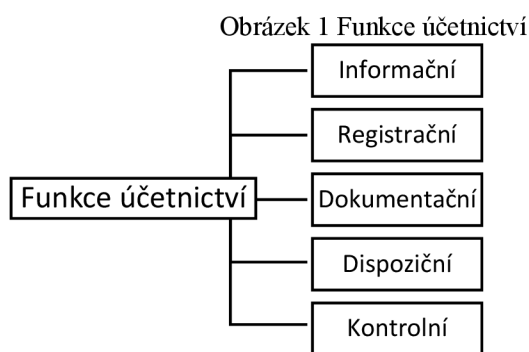 Obrázek 1 Funkce účetnictví
Informační
Registrační
Funkce účetnictví
Dokumentační
Dispoziční
Kontrolní